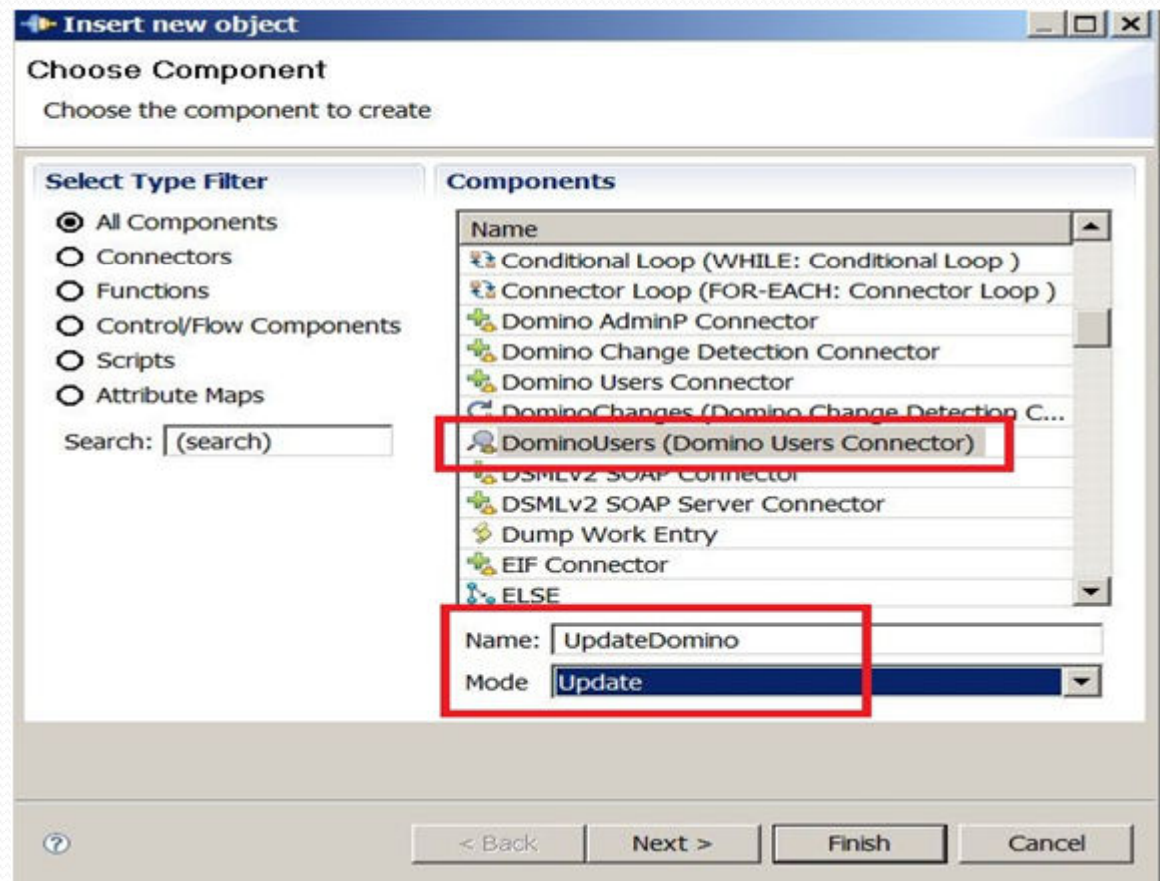 Insert new object
Choose Component
Choose the component to create
Select Type Filter
All Components
Connectors
Functions
Control/Flow Components
Scripts
Attribute Maps
Search: (search)
Components
Name
Conditional Loop (WHILE: Conditional Loop )
Connector Loop (FOR-EACH: Connector Loop )
Domino AdminP Connector
Domino Change Detection Connector
Domino Users Connector
DominoChanges (Domino Change Detection C...
DominoUsers (Domino Users Connector)
DSMLv2 SOAP Connector
DSMLv2 SOAP Server Connector
Dump Work Entry
EIF Connector
ELSE
Name: UpdateDomino
Mode Update
< Back Next > Finish Cancel